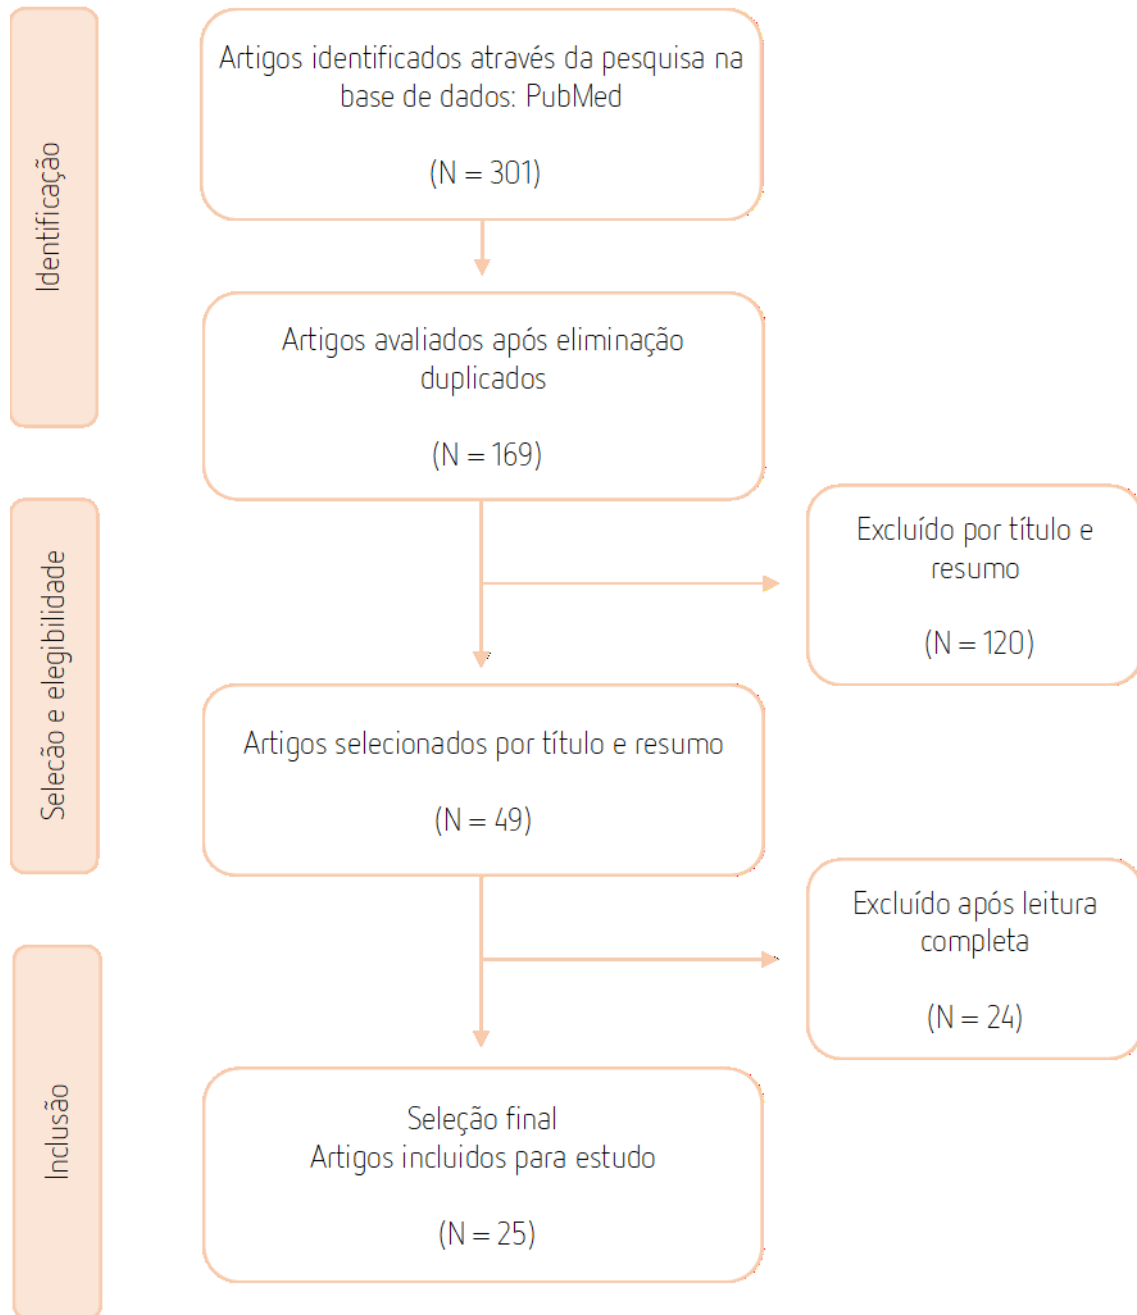 Identificação
Artigos identificados através da pesquisa na
base de dados: PubMed
(N = 301)
Artigos avaliados após eliminação
duplicados
(N = 169)
Selecão e elegibilidade
Excluído por título e
resumo
(N = 120)
Artigos selecionados por título e resumo
(N = 49)
Excluído após leitura
completa
(N = 24)
Inclusão
Seleção final
Artigos incluidos para estudo
(N = 25)